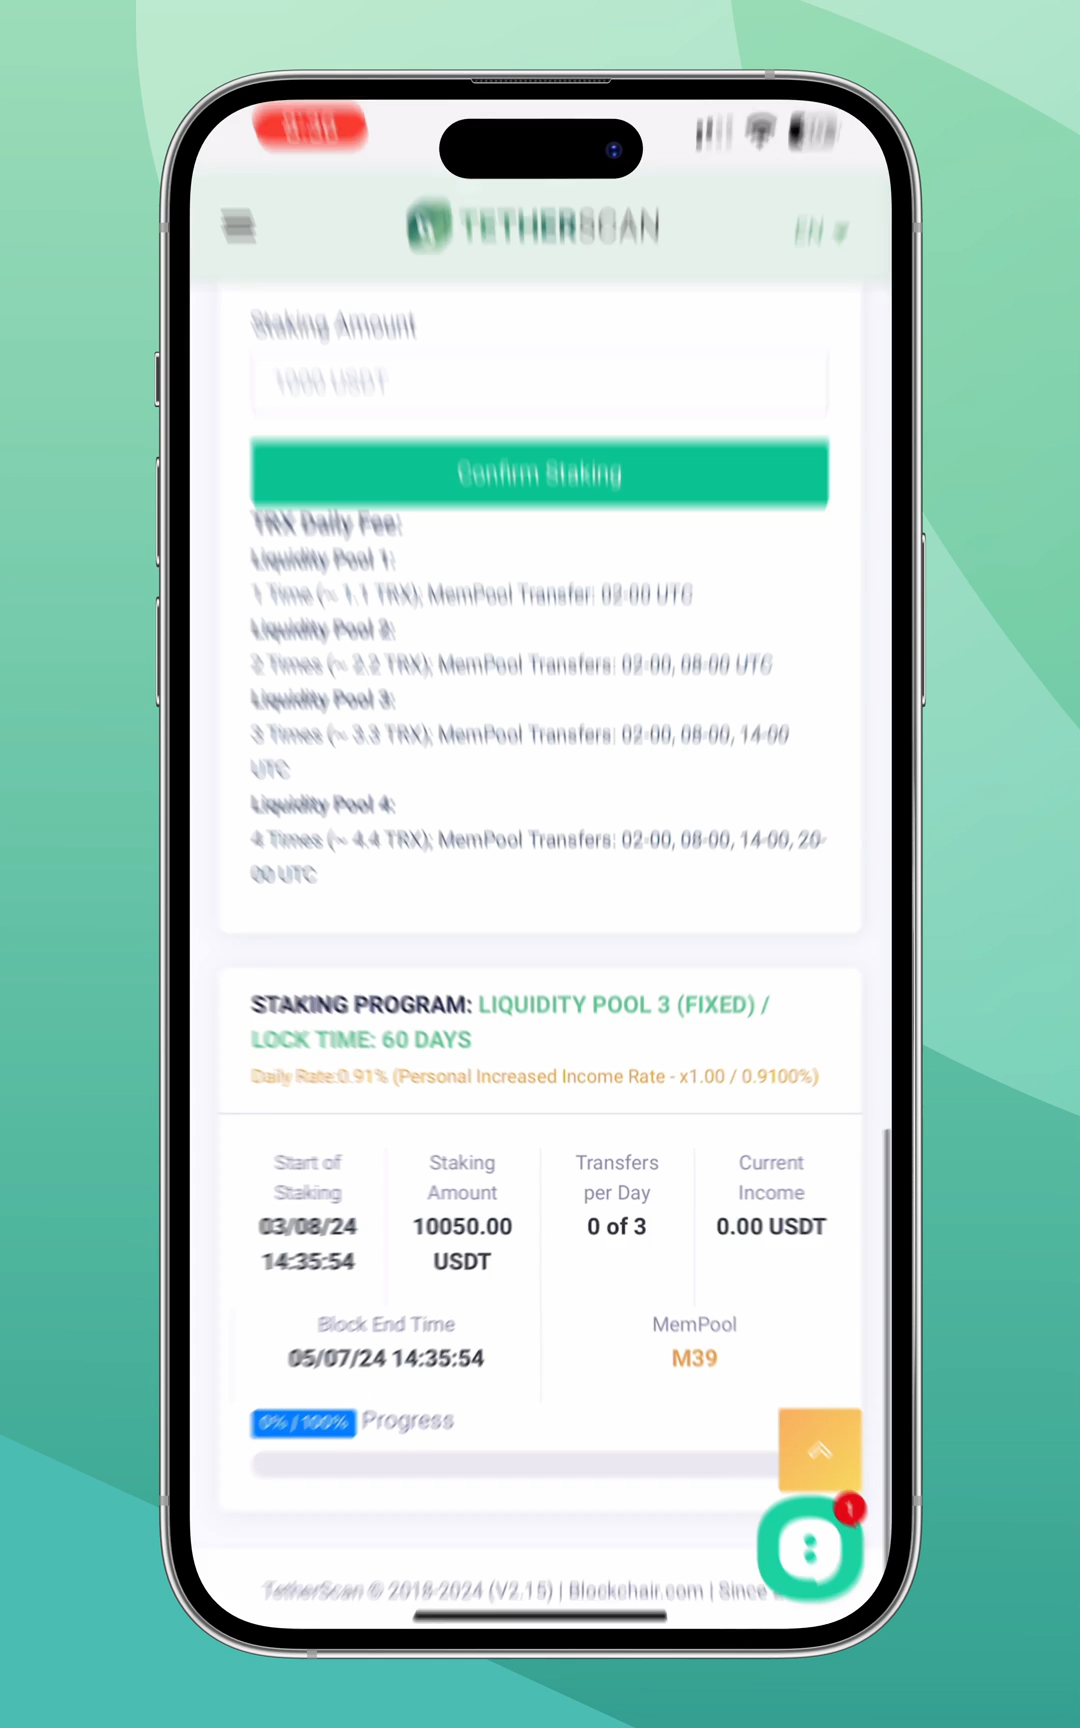 TETHERSCAN
EN
Staking Amount
1000 USDT
Confirm Staking
TRX Daily Fee:
Liquidity Pool 1:
1 Time (~ 1.1 TRX); MemPool Transfer: 02-00 UTC
Liquidity Pool 2:
2 Times (~ 2.2 TRX); MemPool Transfers: 02-00, 08-00 UTC
Liquidity Pool 3:
3 Times (~ 3.3 TRX); MemPool Transfers: 02-00, 08-00, 14-00
UTC
Liquidity Pool 4:
4 Times (~ 4.4 TRX); MemPool Transfers: 02-00, 08-00, 14-00, 20-
00 UTC
STAKING PROGRAM: LIQUIDITY POOL 3 (FIXED) /
LOCK TIME: 60 DAYS
Daily Rate:0.91% (Personal Increased Income Rate - x1.00 / 0.9100%)
Start of
Staking
03/08/24
14:35:54
Staking
Amount
10050.00
USDT
Transfers
per Day
0 of 3
Current
Income
0.00 USDT
Block End Time
05/07/24 14:35:54
MemPool
M39
0% / 100% Progress
1
TetherScan © 2018-2024 (V2.15) | Blockchair.com | Since